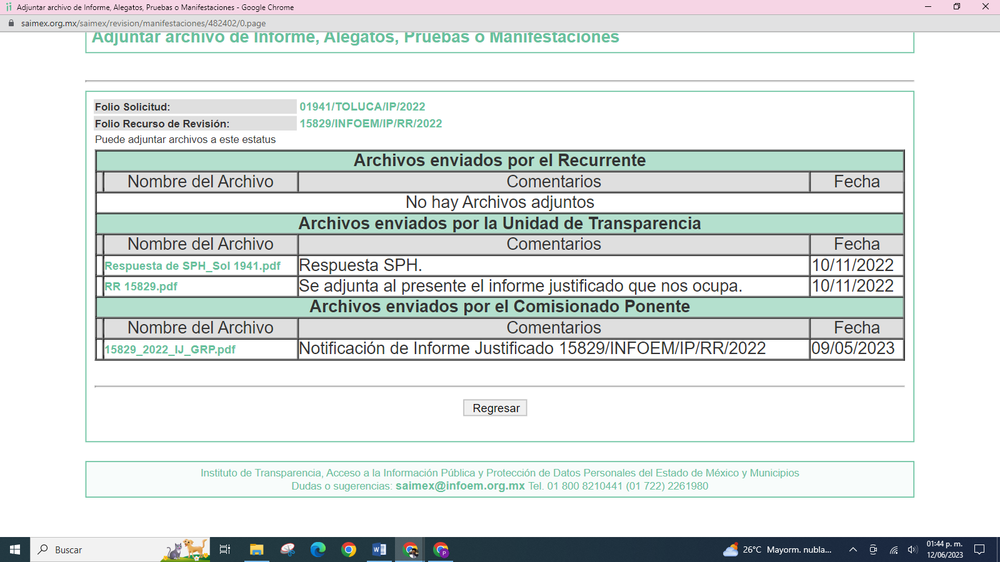 Adjuntar archivo de Informe, Alegatos, Pruebas o Manifestaciones - Google Chrome
saimex.org.mx/saimex/revision/manifestaciones/482402/0.page
Adjuntar archivo de Informe, Alegatos, Pruebas o Manifestaciones
Folio Solicitud: 01941/TOLUCA/IP/2022
Folio Recurso de Revisión: 15829/INFOEM/IP/RR/2022
Puede adjuntar archivos a este estatus
Archivos enviados por el Recurrente
Nombre del Archivo Comentarios Fecha
No hay Archivos adjuntos
Archivos enviados por la Unidad de Transparencia
Nombre del Archivo Comentarios Fecha
Respuesta de SPH_Sol 1941.pdf Respuesta SPH. 10/11/2022
RR 15829.pdf Se adjunta al presente el informe justificado que nos ocupa. 10/11/2022
Archivos enviados por el Comisionado Ponente
Nombre del Archivo Comentarios Fecha
15829_2022_IJ_GRP.pdf Notificación de Informe Justificado 15829/INFOEM/IP/RR/2022 09/05/2023
Regresar
Instituto de Transparencia, Acceso a la Información Pública y Protección de Datos Personales del Estado de México y Municipios
Dudas o sugerencias: saimex@infoem.org.mx Tel. 01 800 8210441 (01 722) 2261980
Buscar
26°C Mayorm. nubla...
01:44 p. m.
12/06/2023